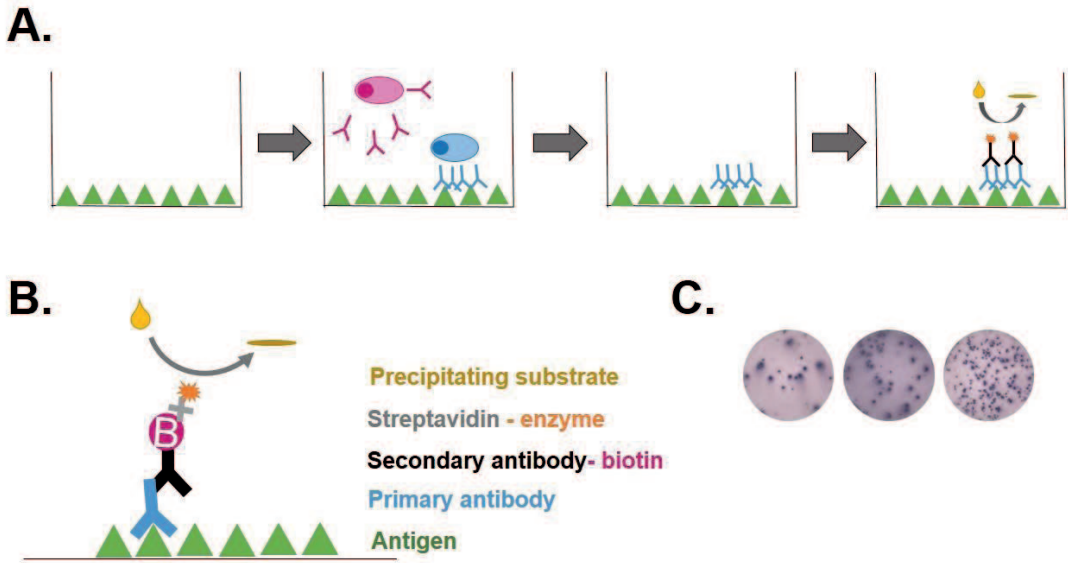 A.
B.
C.
B
Precipitating substrate
Streptavidin - enzyme
Secondary antibody- biotin
Primary antibody
Antigen